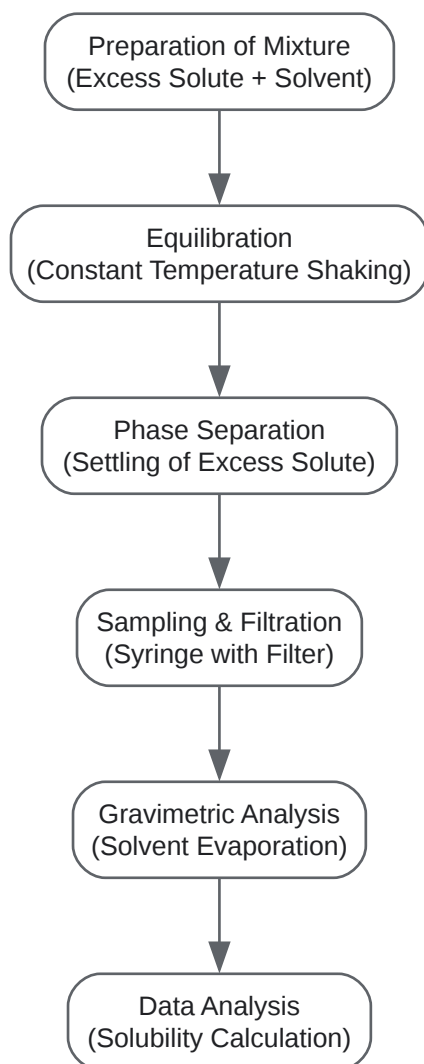 Preparation of Mixture
(Excess Solute + Solvent)
Equilibration
(Constant Temperature Shaking)
Phase Separation
(Settling of Excess Solute)
Sampling & Filtration
(Syringe with Filter)
Gravimetric Analysis
(Solvent Evaporation)
Data Analysis
(Solubility Calculation)